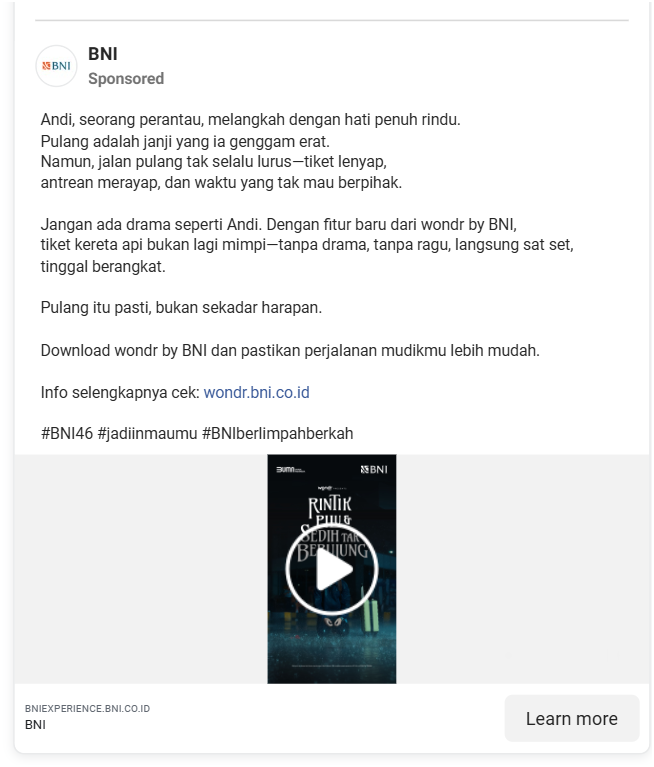 BNI
BNI
Sponsored
Andi, seorang perantau, melangkah dengan hati penuh rindu.
Pulang adalah janji yang ia genggam erat.
Namun, jalan pulang tak selalu lurus—tiket lenyap,
antrean merayap, dan waktu yang tak mau berpihak.
Jangan ada drama seperti Andi. Dengan fitur baru dari wondr by BNI,
tiket kereta api bukan lagi mimpi—tanpa drama, tanpa ragu, langsung sat set,
tinggal berangkat.
Pulang itu pasti, bukan sekadar harapan.
Download wondr by BNI dan pastikan perjalanan mudikmu lebih mudah.
Info selengkapnya cek: wondr.bni.co.id
#BNI46 #jadiinmaumu #BNIberlimpahberkah
BUMN
BNI
wondr
RINTIK
PILU &
SEDIH TAK
BERUJUNG
BNIEXPERIENCE.BNI.CO.ID
BNI
Learn more